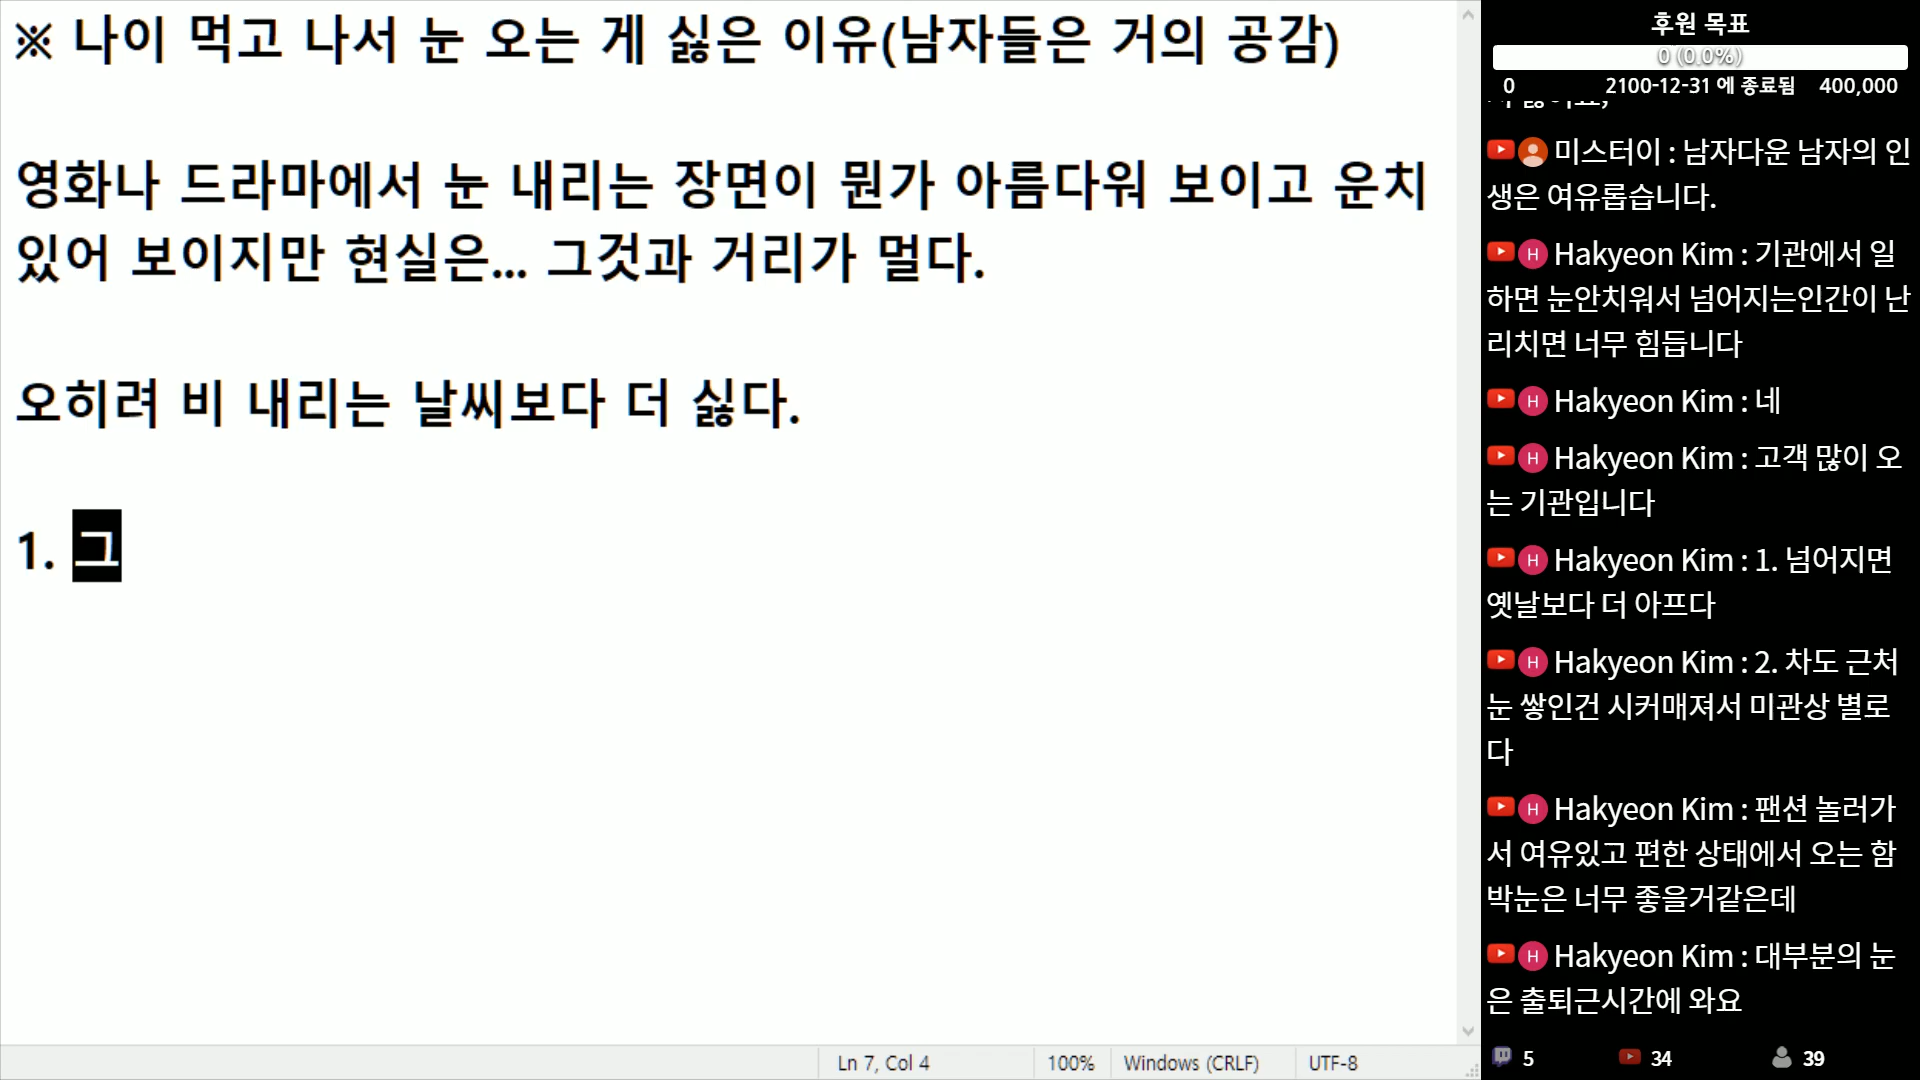 ※ 나이 먹고 나서 눈 오는 게 싫은 이유(남자들은 거의 공감)
영화나 드라마에서 눈 내리는 장면이 뭔가 아름다워 보이고 운치
있어 보이지만 현실은... 그것과 거리가 멀다.
오히려 비 내리는 날씨보다 더 싫다.
1. 그
Ln 7, Col 4
100%
Windows (CRLF)
UTF-8
후원 목표
0 (0.0%)
0 2100-12-31 에 종료됨 400,000
미스터이 : 남자다운 남자의 인
생은 여유롭습니다.
H Hakyeon Kim : 기관에서 일
하면 눈안치워서 넘어지는인간이 난
리치면 너무 힘듭니다
H Hakyeon Kim : 네
H Hakyeon Kim : 고객 많이 오
는 기관입니다
H Hakyeon Kim : 1. 넘어지면
옛날보다 더 아프다
H Hakyeon Kim : 2. 차도 근처
눈 쌓인건 시커매져서 미관상 별로
다
H Hakyeon Kim : 팬션 놀러가
서 여유있고 편한 상태에서 오는 함
박눈은 너무 좋을거같은데
H Hakyeon Kim : 대부분의 눈
은 출퇴근시간에 와요
5 34 39